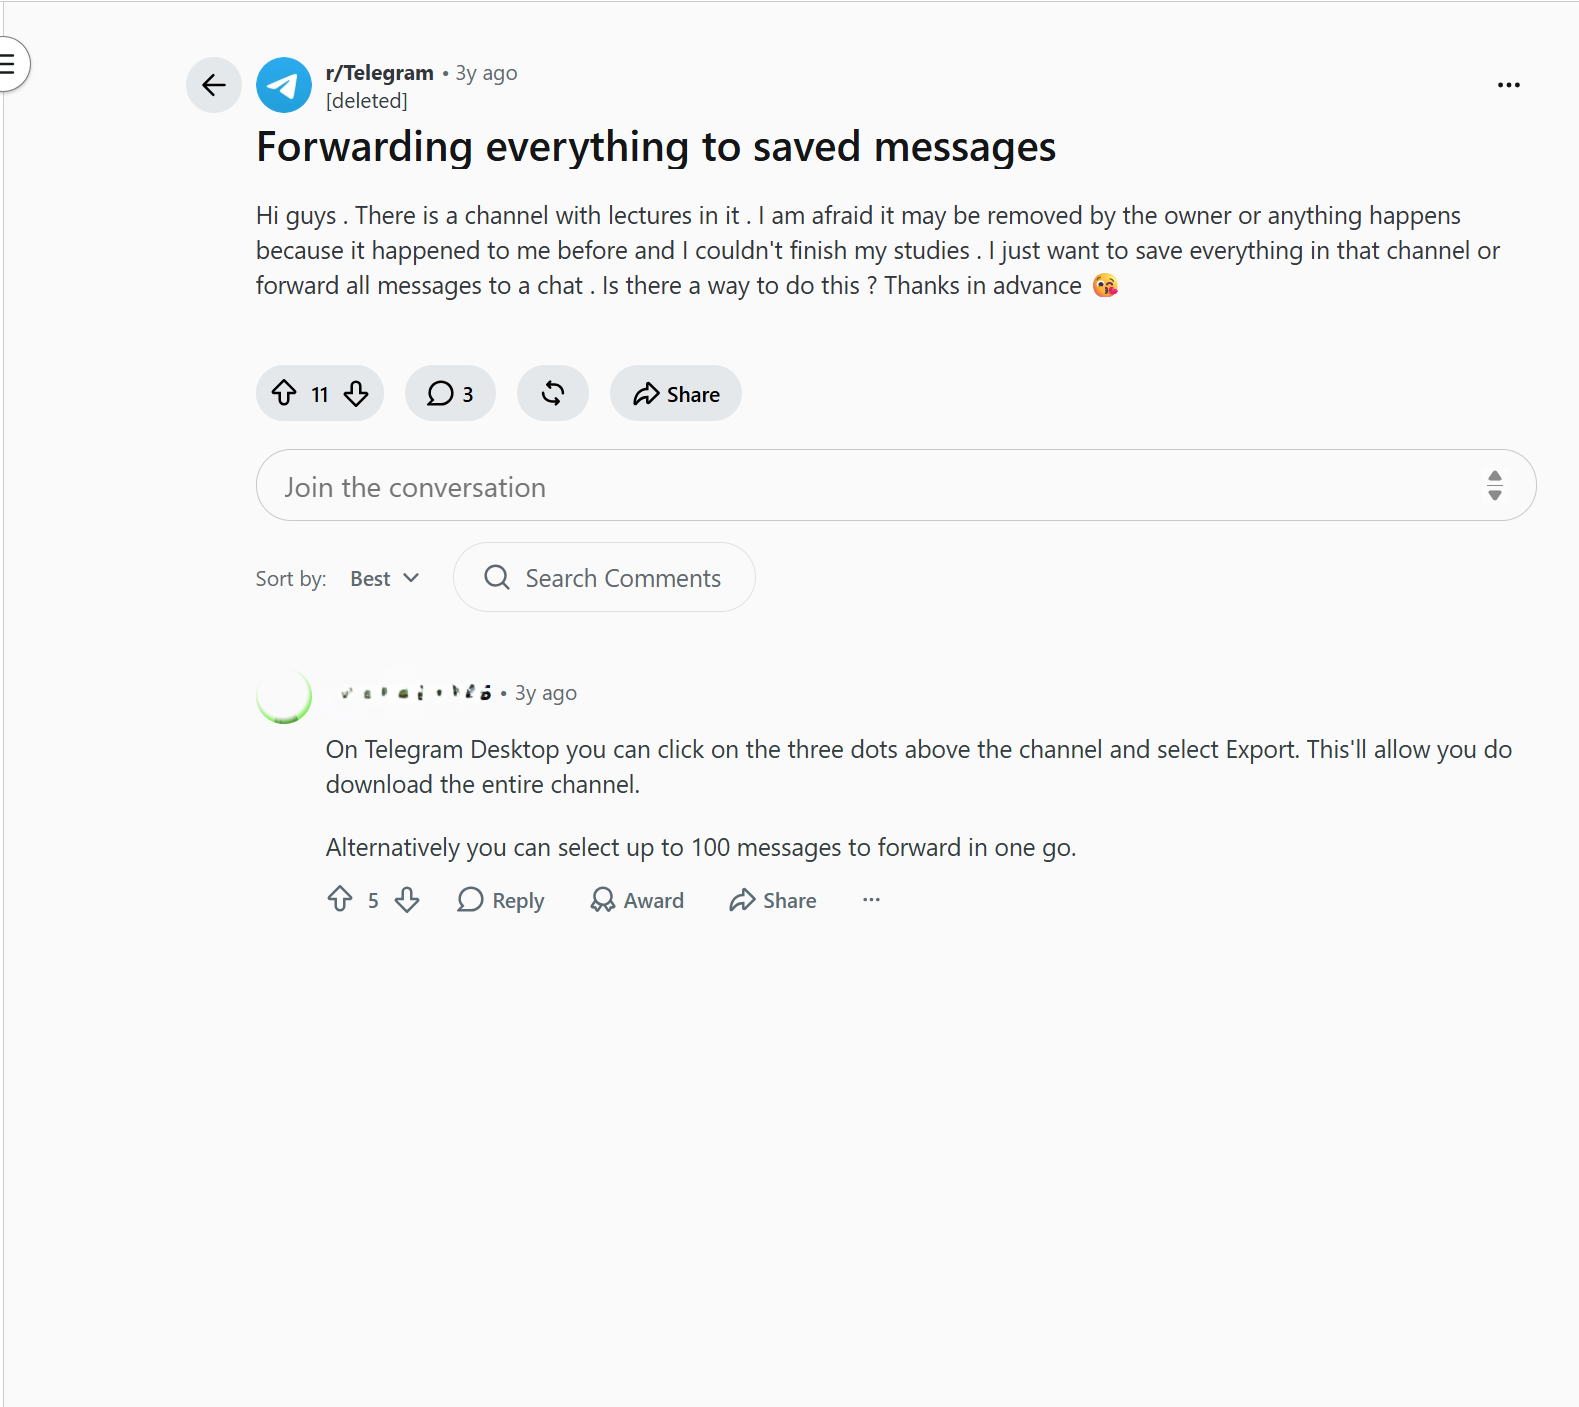 r/Telegram • 3y ago
[deleted]
Forwarding everything to saved messages
Hi guys . There is a channel with lectures in it . I am afraid it may be removed by the owner or anything happens
because it happened to me before and I couldn't finish my studies . I just want to save everything in that channel or
forward all messages to a chat . Is there a way to do this ? Thanks in advance 😘
11 3 Share
Join the conversation
Sort by: Best Search Comments
• 3y ago
On Telegram Desktop you can click on the three dots above the channel and select Export. This'll allow you do
download the entire channel.
Alternatively you can select up to 100 messages to forward in one go.
5 Reply Award Share